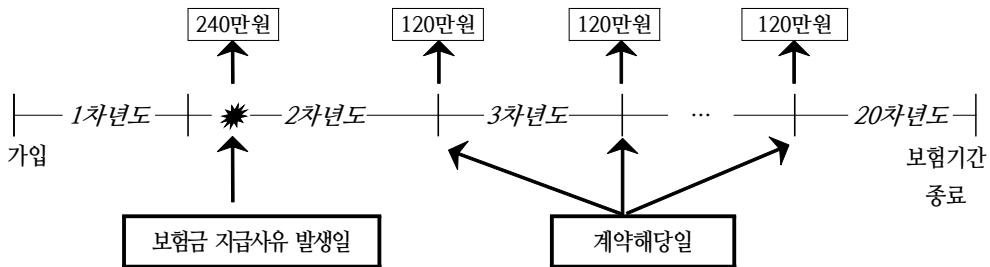 240만원 120만원 120만원 120만원
1차년도 2차년도 3차년도 … 20차년도
가입 보험기간
종료
보험금 지급사유 발생일 계약해당일